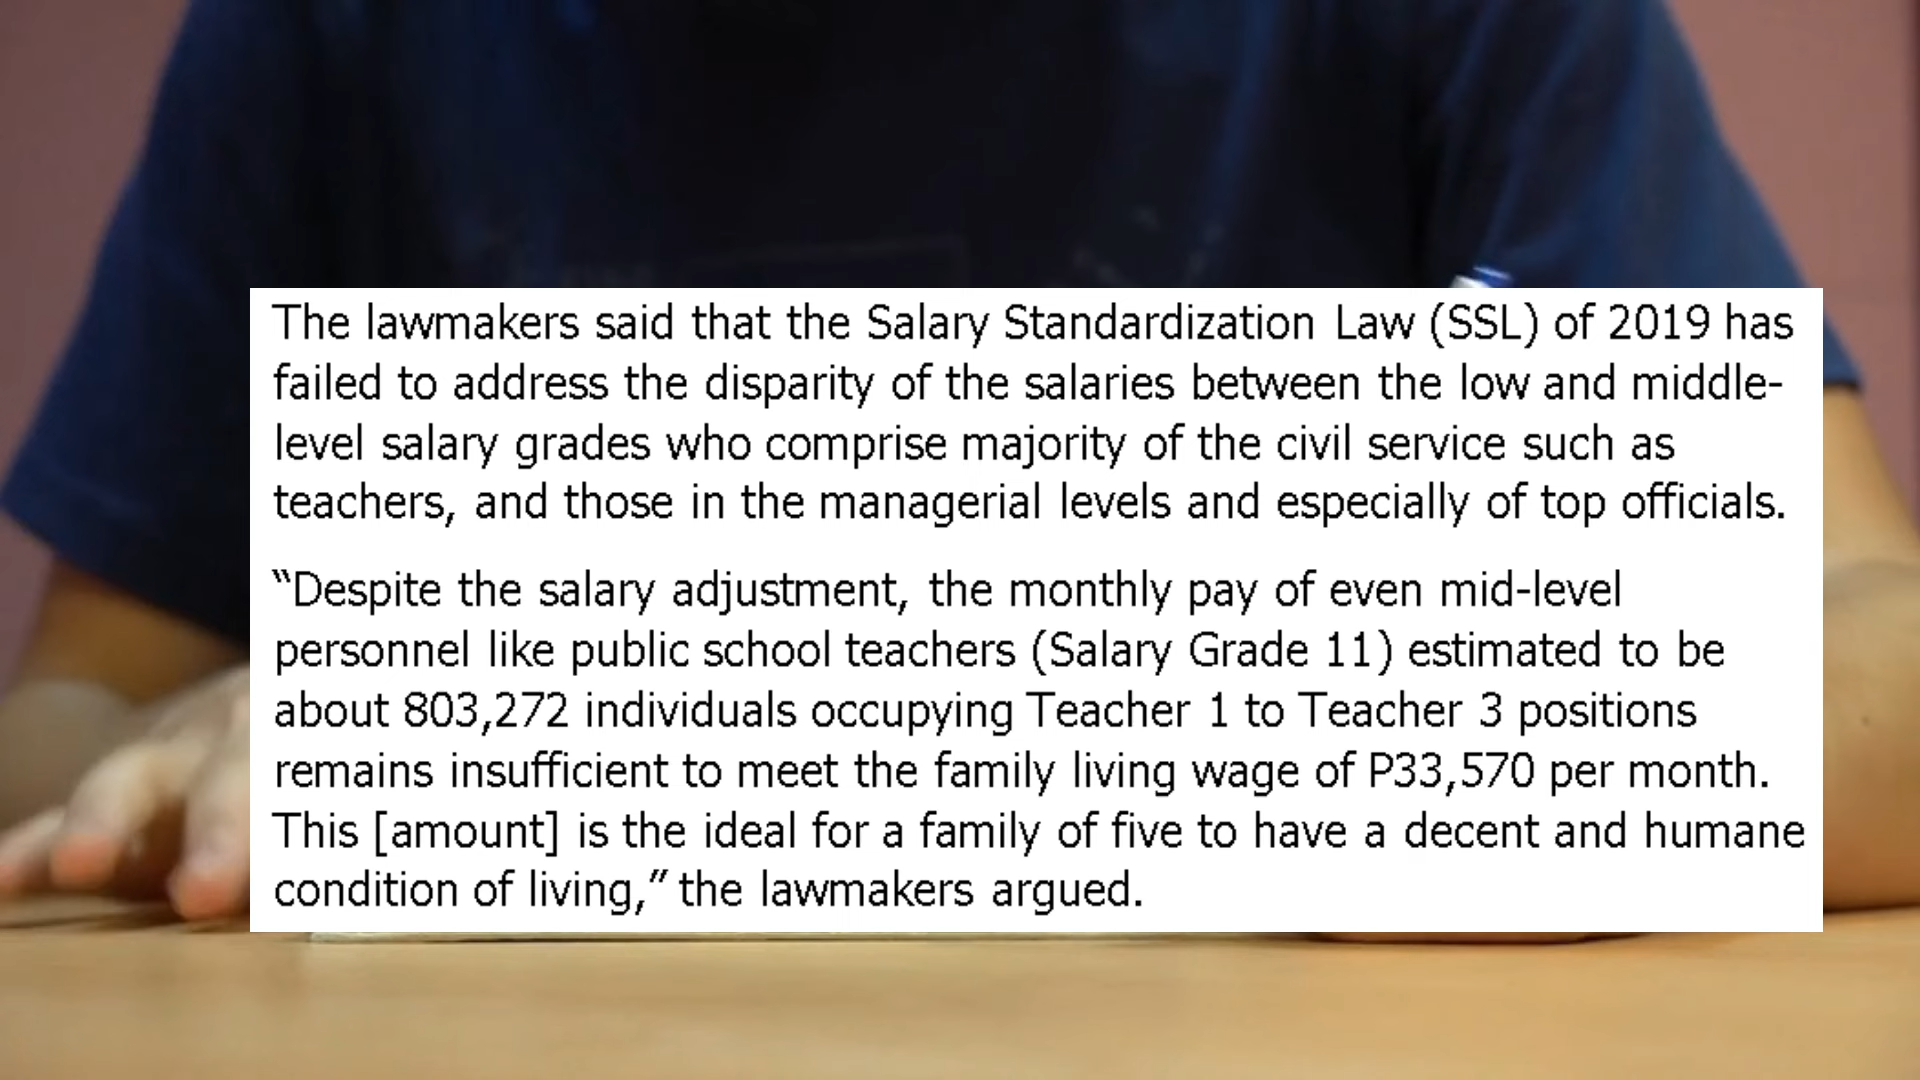 The lawmakers said that the Salary Standardization Law (SSL) of 2019 has
failed to address the disparity of the salaries between the low and middle-
level salary grades who comprise majority of the civil service such as
teachers, and those in the managerial levels and especially of top officials.
“Despite the salary adjustment, the monthly pay of even mid-level
personnel like public school teachers (Salary Grade 11) estimated to be
about 803,272 individuals occupying Teacher 1 to Teacher 3 positions
remains insufficient to meet the family living wage of P33,570 per month.
This [amount] is the ideal for a family of five to have a decent and humane
condition of living,” the lawmakers argued.